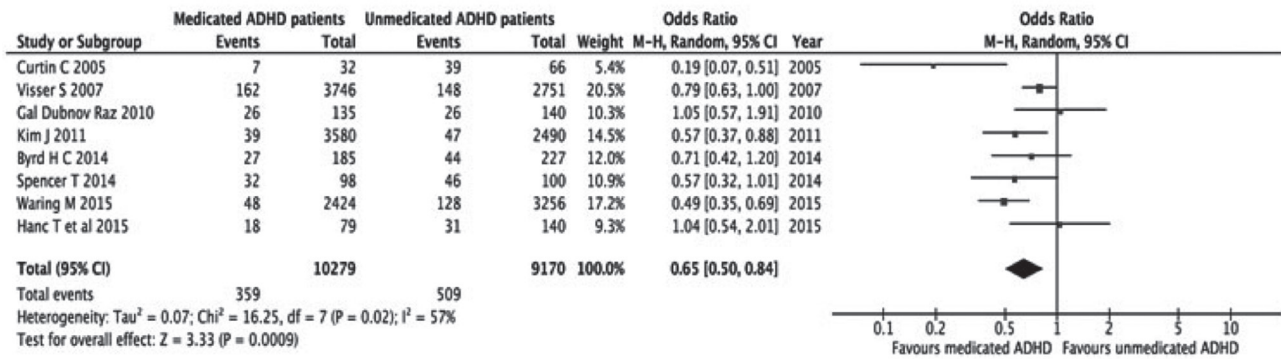 Medicated ADHD patients Unmedicated ADHD patients Odds Ratio Odds Ratio
Study or Subgroup Events Total Events Total Weight M-H, Random, 95% CI Year M-H, Random, 95% CI
Curtin C 2005 7 32 39 66 5.4% 0.19 [0.07, 0.51] 2005
Visser S 2007 162 3746 148 2751 20.5% 0.79 [0.63, 1.00] 2007
Gal Dubnov Raz 2010 26 135 26 140 10.3% 1.05 [0.57, 1.91] 2010
Kim J 2011 39 3580 47 2490 14.5% 0.57 [0.37, 0.88] 2011
Byrd H C 2014 27 185 44 227 12.0% 0.71 [0.42, 1.20] 2014
Spencer T 2014 32 98 46 100 10.9% 0.57 [0.32, 1.01] 2014
Waring M 2015 48 2424 128 3256 17.2% 0.49 [0.35, 0.69] 2015
Hanc T et al 2015 18 79 31 140 9.3% 1.04 [0.54, 2.01] 2015
Total (95% CI) 10279 9170 100.0% 0.65 [0.50, 0.84]
Total events 359 509
Heterogeneity: Tau² = 0.07; Chi² = 16.25, df = 7 (P = 0.02); I² = 57%
Test for overall effect: Z = 3.33 (P = 0.0009)
0.1 0.2 0.5 1 2 5 10
Favours medicated ADHD Favours unmedicated ADHD